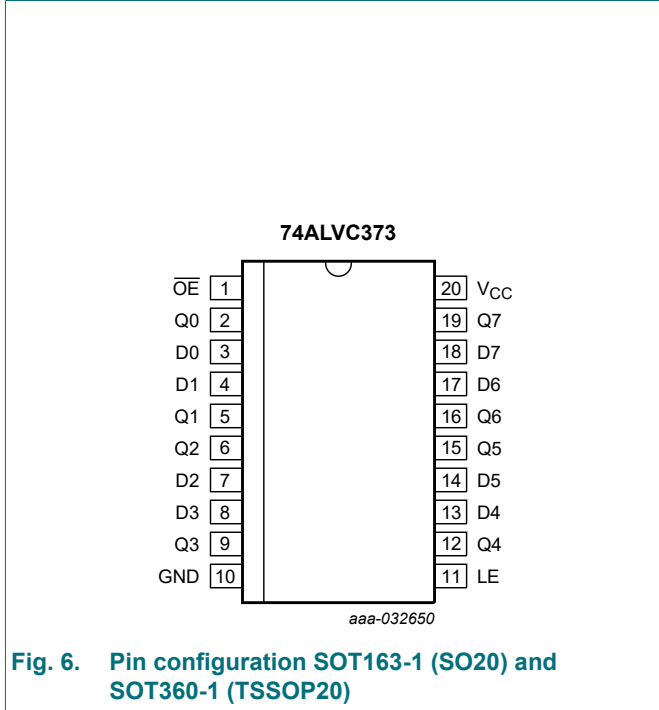 74ALVC373
OE 1 20 VCC
Q0 2 19 Q7
D0 3 18 D7
D1 4 17 D6
Q1 5 16 Q6
Q2 6 15 Q5
D2 7 14 D5
D3 8 13 D4
Q3 9 12 Q4
GND 10 11 LE
aaa-032650
Fig. 6. Pin configuration SOT163-1 (SO20) and
SOT360-1 (TSSOP20)